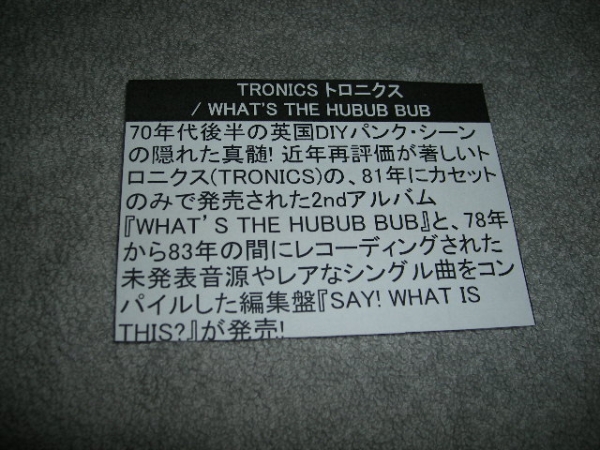 TRONICS トロニクス
/ WHAT'S THE HUBUB BUB
70年代後半の英国DIYパンク・シーン
の隠れた真髄! 近年再評価が著しいト
ロニクス(TRONICS)の、81年にカセット
のみで発売された2ndアルバム
『WHAT'S THE HUBUB BUB』と、78年
から83年の間にレコーディングされた
未発表音源やレアなシングル曲をコン
パイルした編集盤『SAY! WHAT IS
THIS?』が発売!